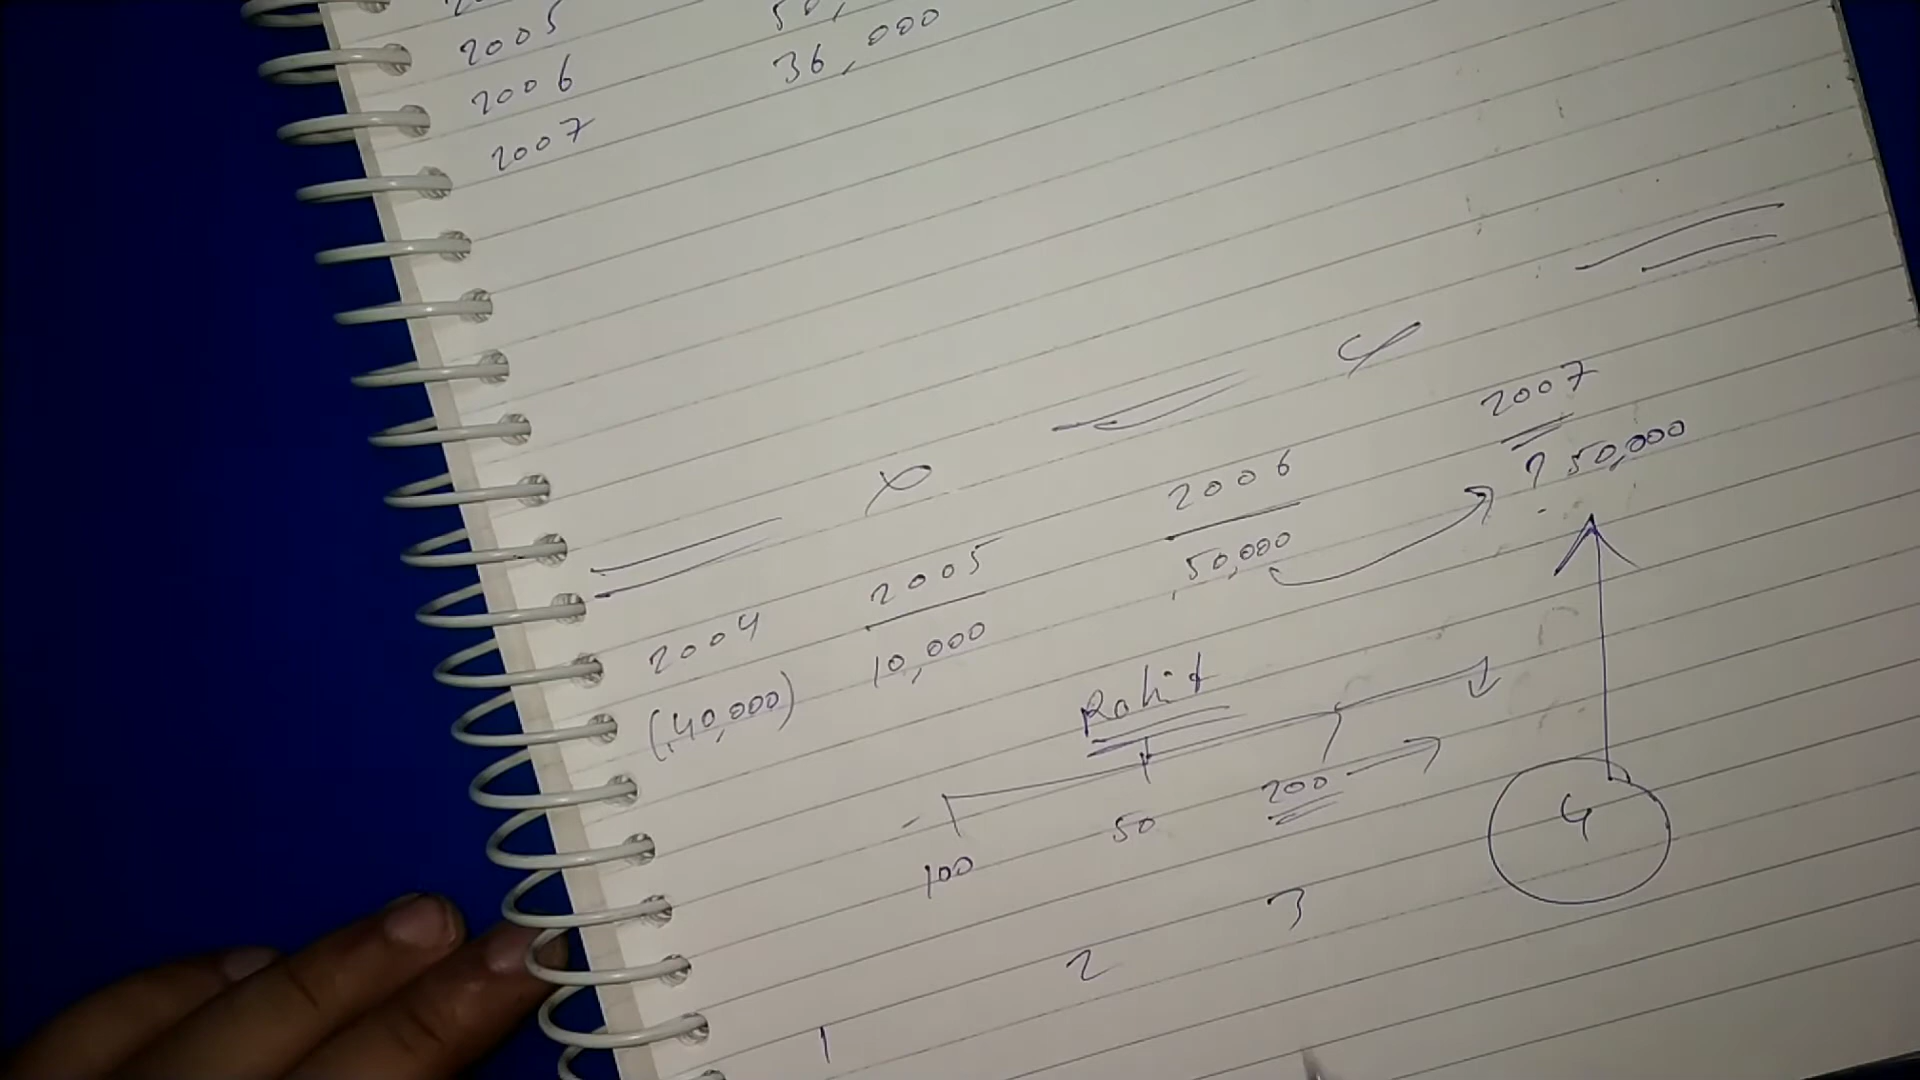 2005 50,
2006 36,000
2007
2004 2005 2006 2007
(40,000) 10,000 50,000 ? 50,000
Rohit
100 50 200 4
1 2 3